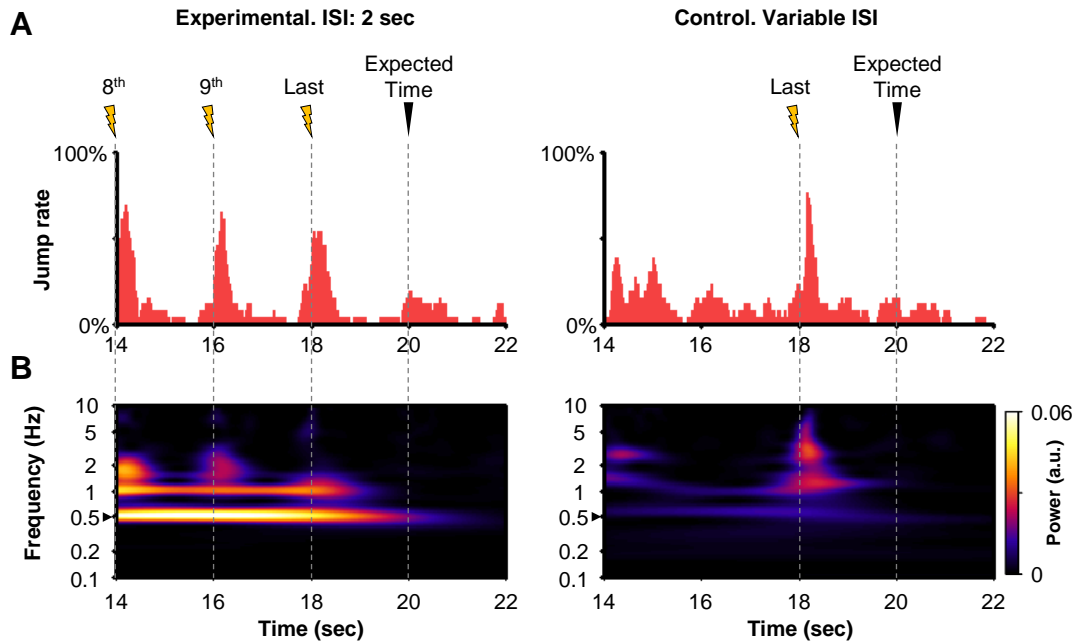 A
Experimental. ISI: 2 sec
Control. Variable ISI
8th
9th
Last
Expected
Time
Last
Expected
Time
Jump rate
100%
0%
14
16
18
20
22
100%
0%
14
16
18
20
22
B
Frequency (Hz)
10
5
2
1
0.5
0.2
0.1
14
16
18
20
22
Time (sec)
10
5
2
1
0.5
0.2
0.1
14
16
18
20
22
Time (sec)
0.06
0
Power (a.u.)